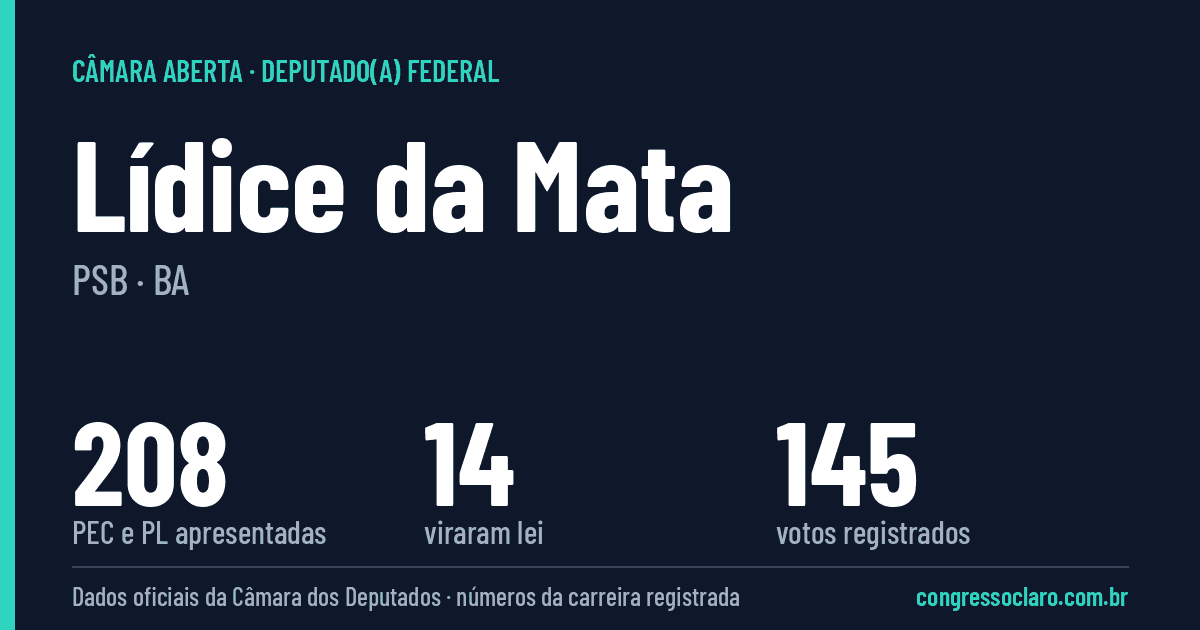 CÂMARA ABERTA · DEPUTADO(A) FEDERAL
Lídice da Mata
PSB · BA
208 14 145
PEC e PL apresentadas viraram lei votos registrados
Dados oficiais da Câmara dos Deputados · números da carreira registrada congressoclaro.com.br